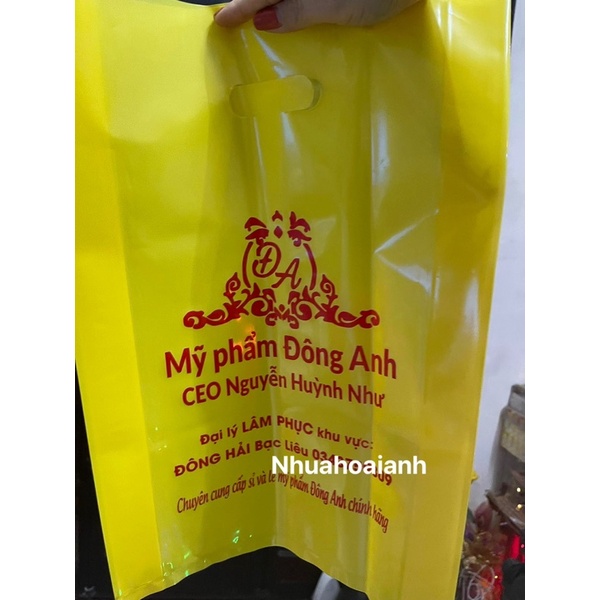 ĐA
Mỹ phẩm Đông Anh
CEO Nguyễn Huỳnh Như
Đại lý LÂM PHỤC khu vực:
ĐÔNG HẢI Bạc Liêu
Nhuahoaianh
Chuyên cung cấp sỉ và lẻ mỹ phẩm Đông Anh chính hãng